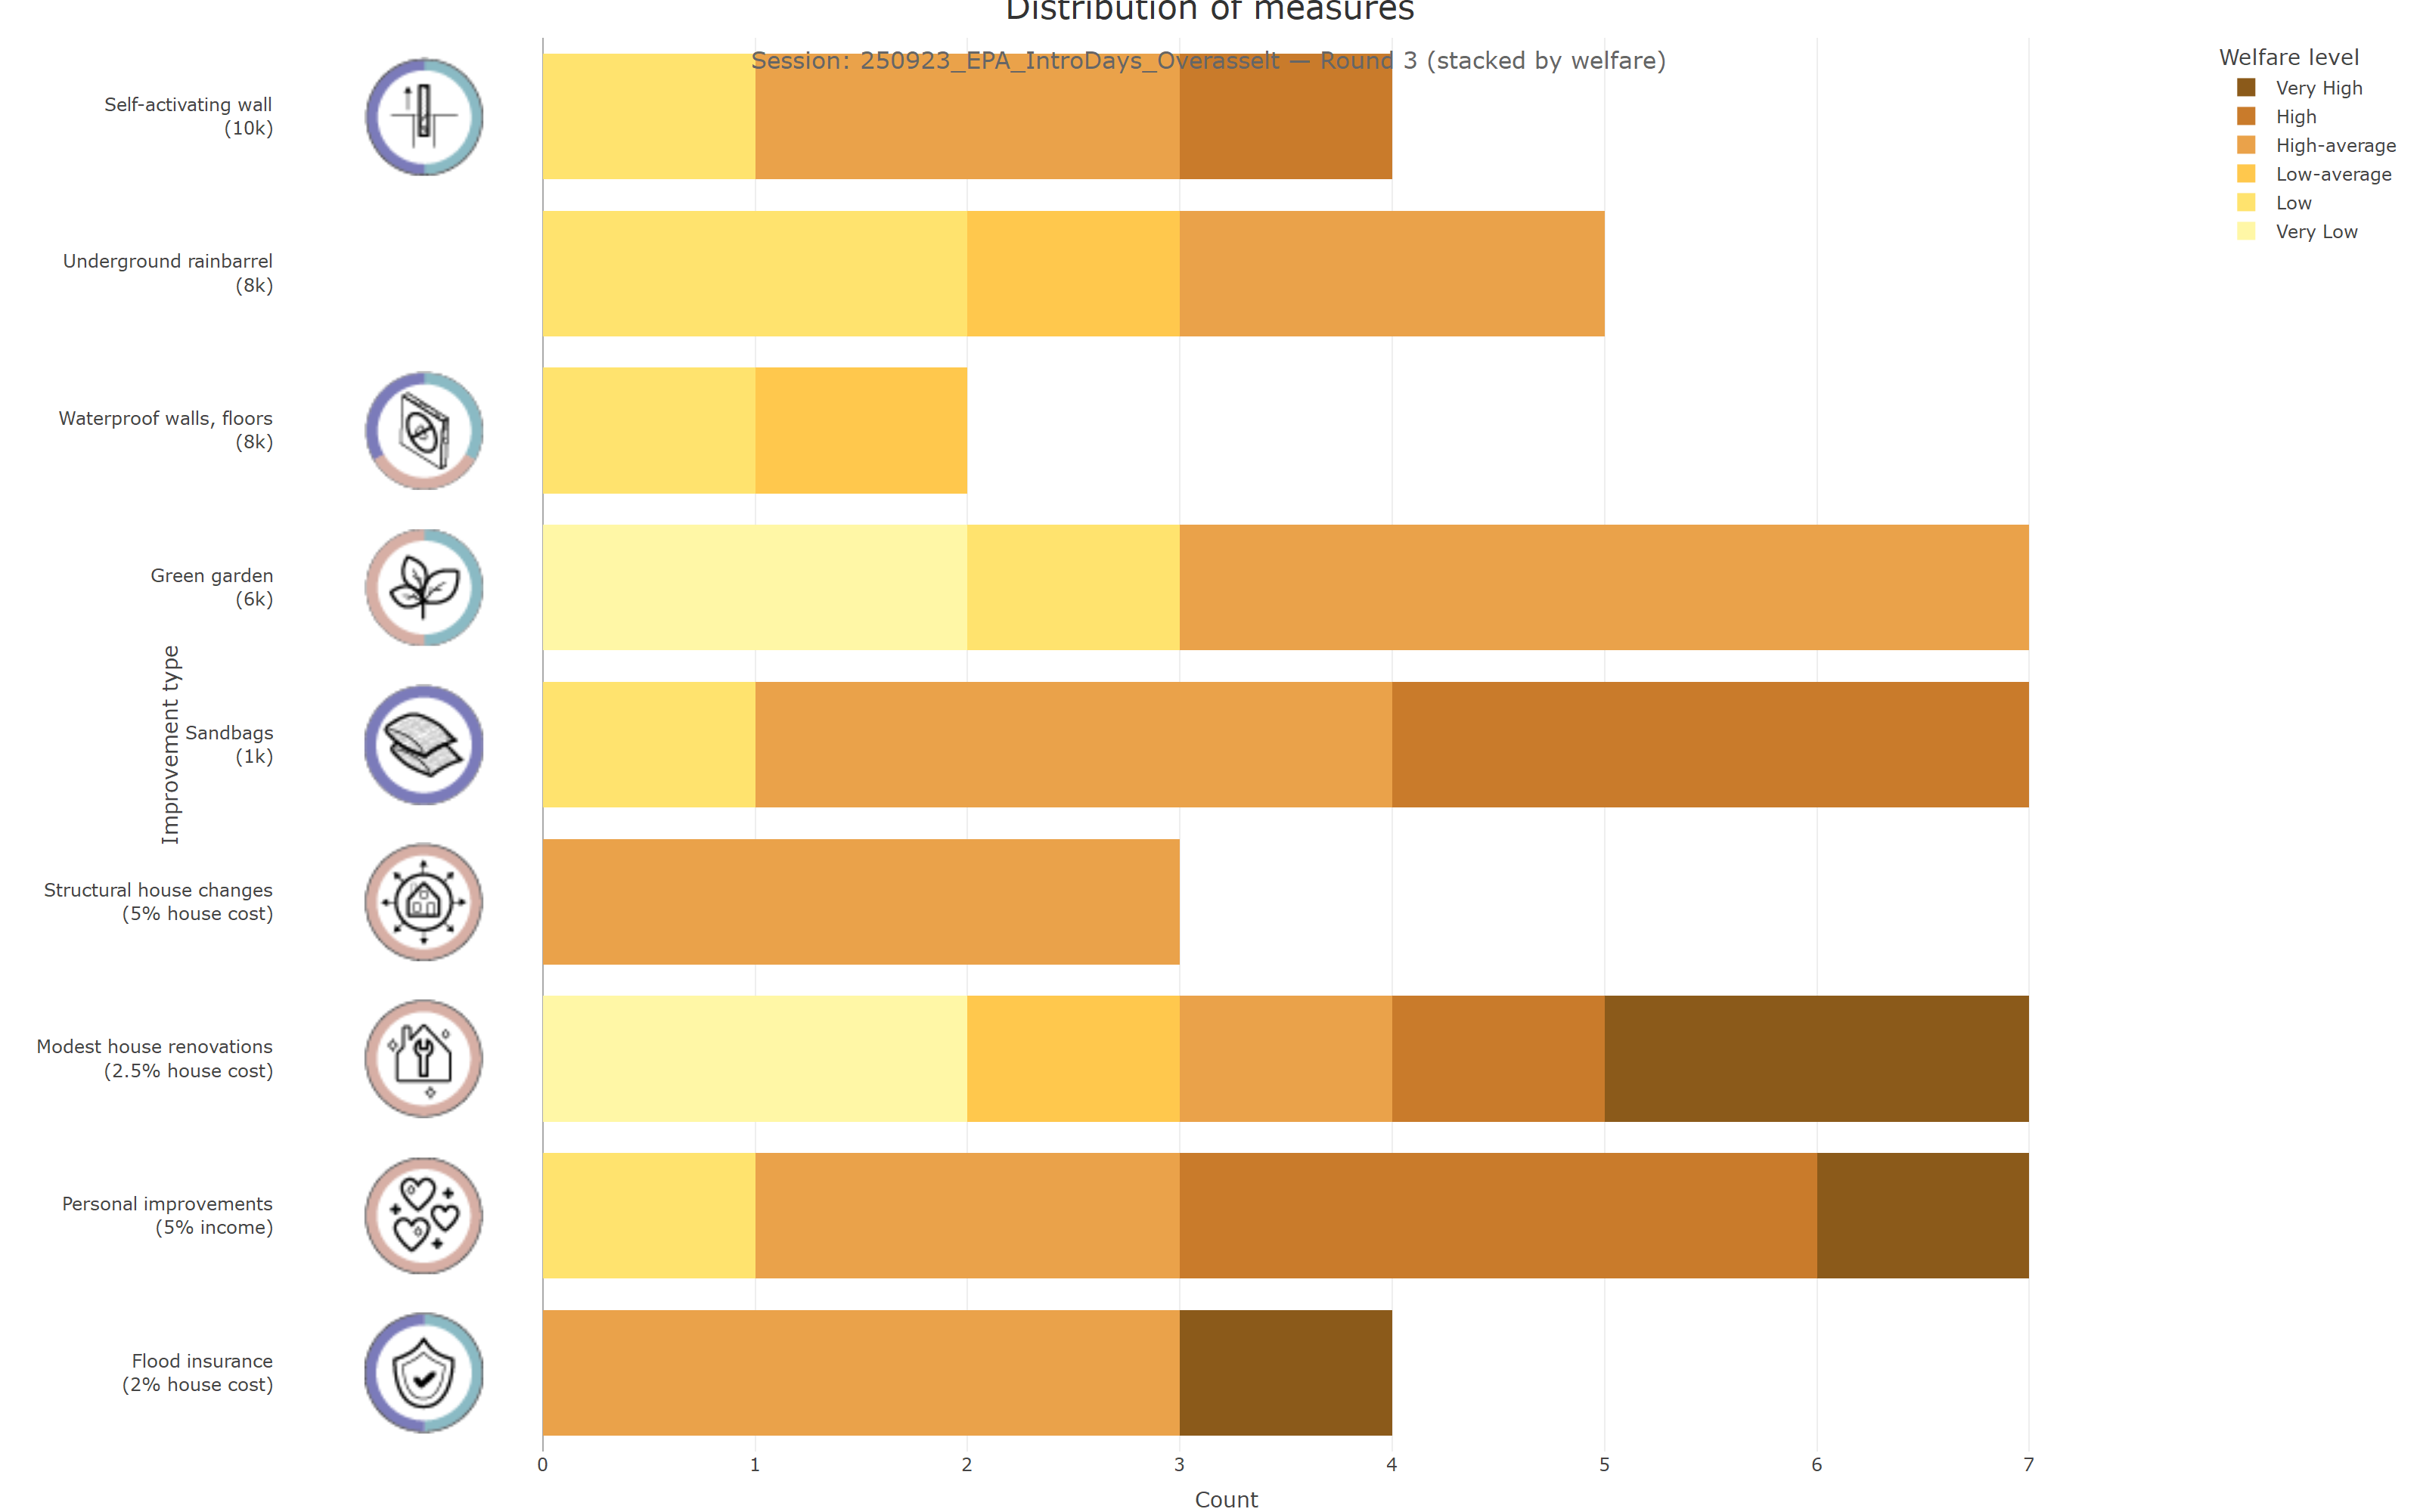 Distribution of measures
Session: 250923_EPA_IntroDays_Overasselt — Round 3 (stacked by welfare)
Welfare level
Very High
High
High-average
Low-average
Low
Very Low
Improvement type
Self-activating wall
(10k)
Underground rainbarrel
(8k)
Waterproof walls, floors
(8k)
Green garden
(6k)
Sandbags
(1k)
Structural house changes
(5% house cost)
Modest house renovations
(2.5% house cost)
Personal improvements
(5% income)
Flood insurance
(2% house cost)
0 1 2 3 4 5 6 7
Count